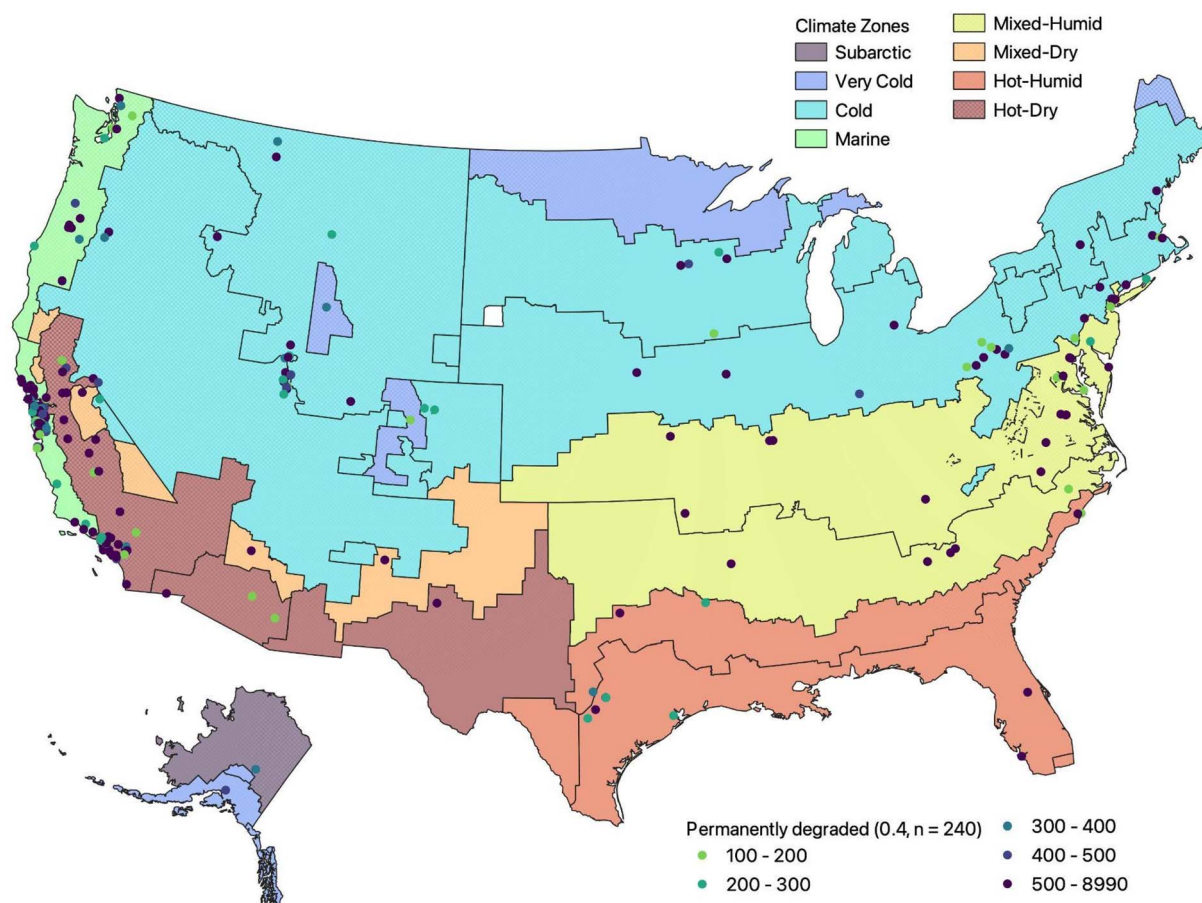 Climate Zones
Subarctic
Very Cold
Cold
Marine
Mixed-Humid
Mixed-Dry
Hot-Humid
Hot-Dry
Permanently degraded (0.4, n = 240)
100 - 200
200 - 300
300 - 400
400 - 500
500 - 8990